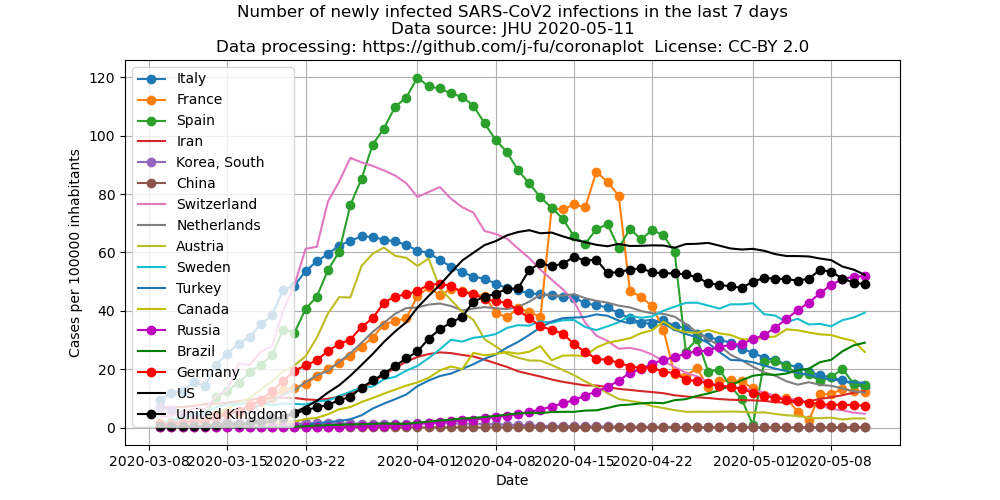 Number of newly infected SARS-CoV2 infections in the last 7 days
Data source: JHU 2020-05-11
Data processing: https://github.com/j-fu/coronaplot  License: CC-BY 2.0
Cases per 100000 inhabitants
120
100
80
60
40
20
0
Italy
France
Spain
Iran
Korea, South
China
Switzerland
Netherlands
Austria
Sweden
Turkey
Canada
Russia
Brazil
Germany
US
United Kingdom
2020-03-08 2020-03-15 2020-03-22 2020-04-01 2020-04-08 2020-04-15 2020-04-22 2020-05-01 2020-05-08
Date